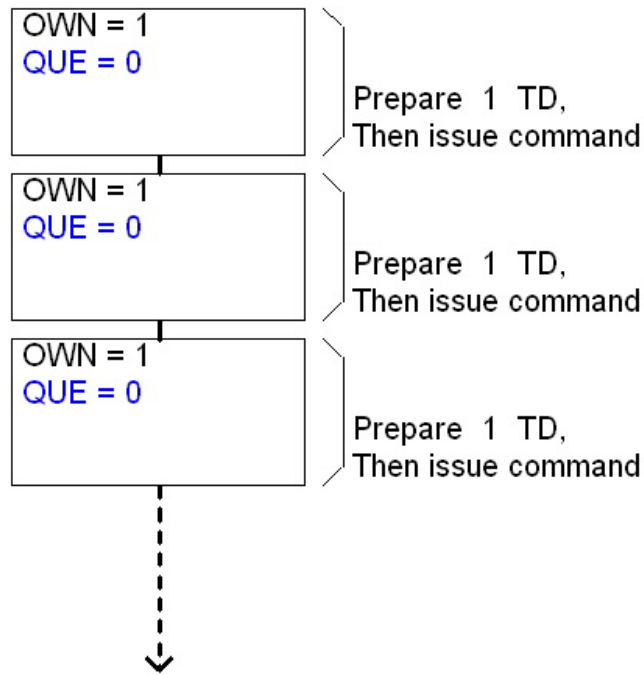 OWN = 1
QUE = 0
Prepare 1 TD,
Then issue command
OWN = 1
QUE = 0
Prepare 1 TD,
Then issue command
OWN = 1
QUE = 0
Prepare 1 TD,
Then issue command